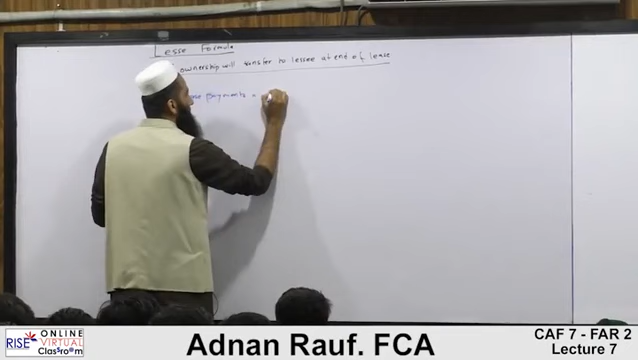 Lesse Formula
ownership will transfer to lessee at end of lease
payments
RISE
ONLINE
VIRTUAL
Classroom
Adnan Rauf. FCA
CAF 7 - FAR 2
Lecture 7